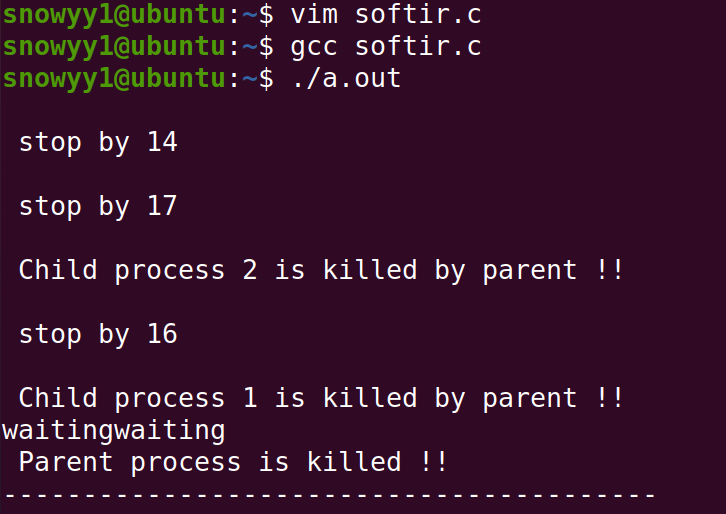 snowyy1@ubuntu:~$ vim softir.c
snowyy1@ubuntu:~$ gcc softir.c
snowyy1@ubuntu:~$ ./a.out
stop by 14
stop by 17
Child process 2 is killed by parent !!
stop by 16
Child process 1 is killed by parent !!
waitingwaiting
Parent process is killed !!
-----------------------------------------